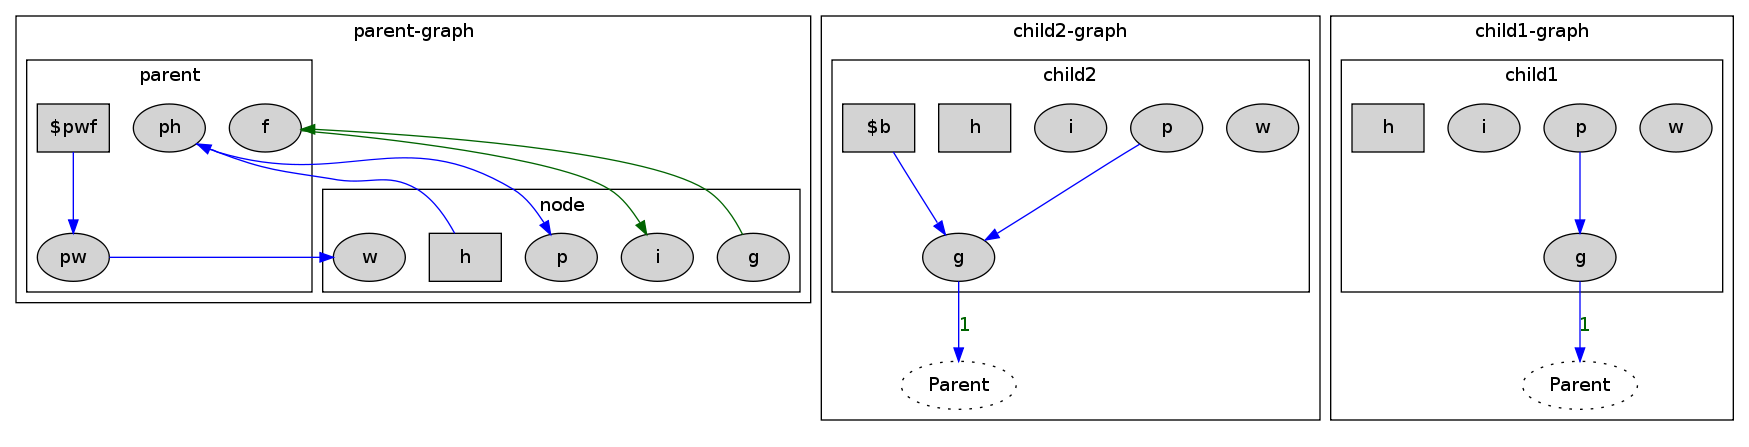 parent-graph
parent
$pwf
ph
f
node
pw
w
h
p
i
g
child2-graph
child2
$b
h
i
p
w
g
1
Parent
child1-graph
child1
h
i
p
w
g
1
Parent